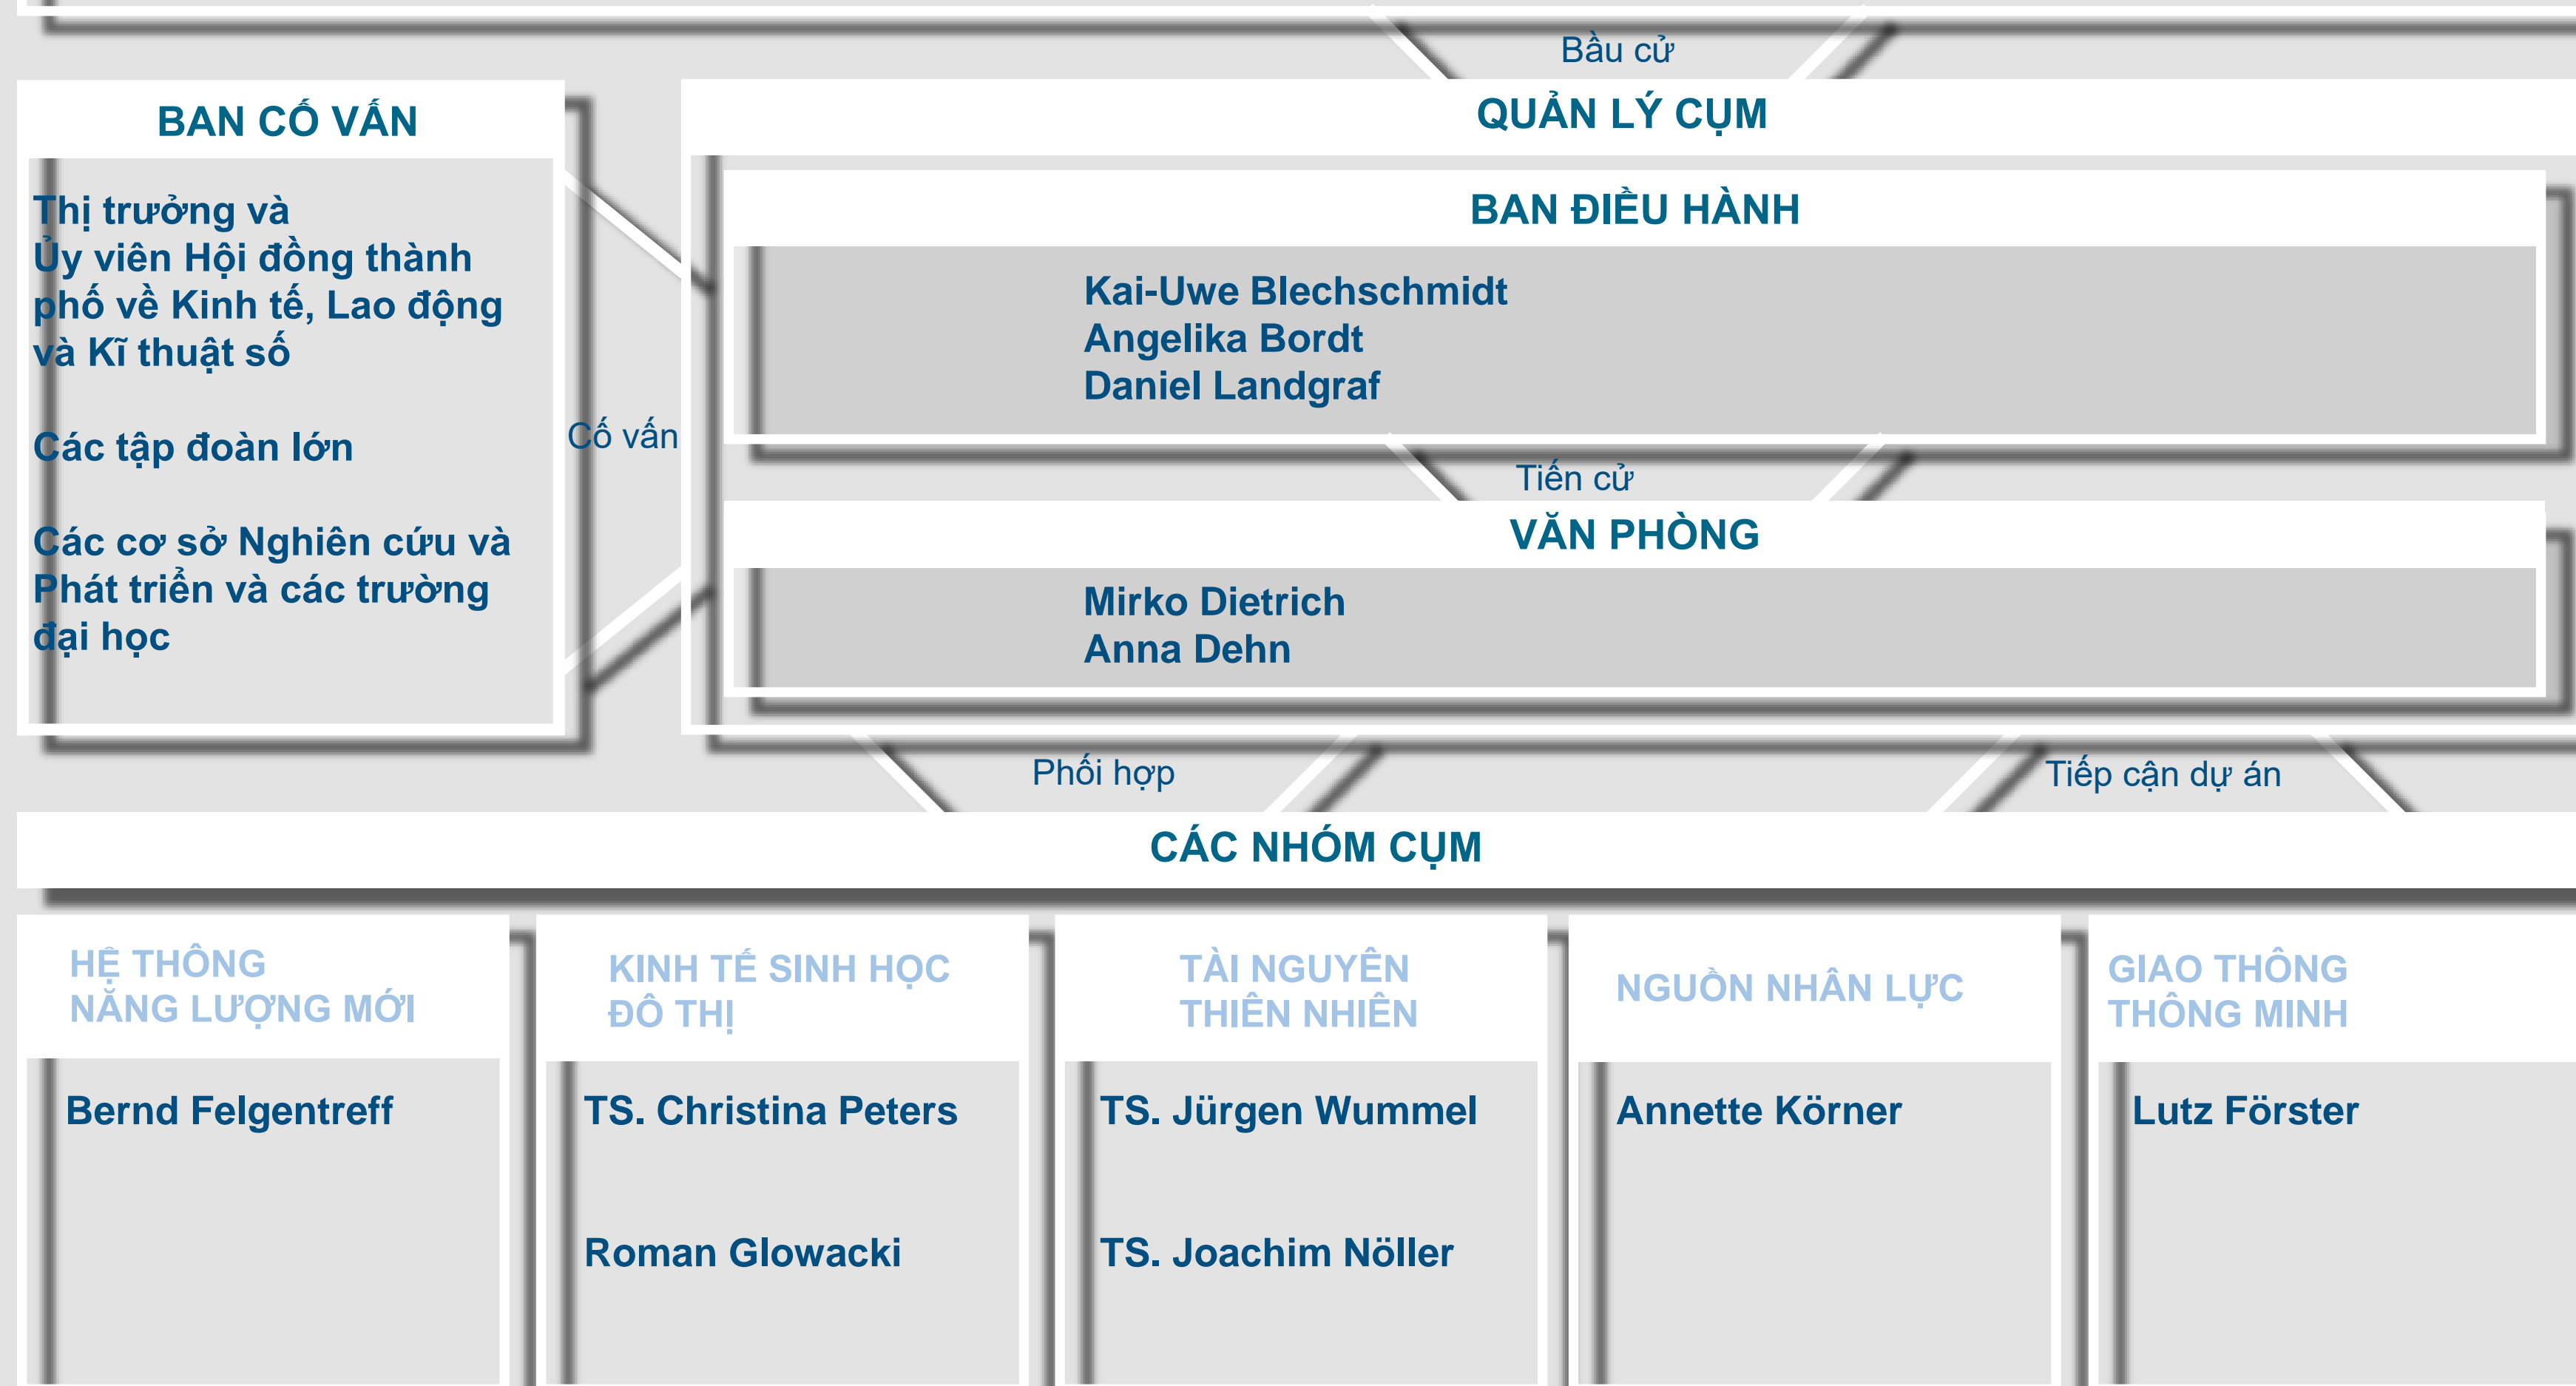 Bầu cử
BAN CỐ VẤN
Thị trưởng và
Ủy viên Hội đồng thành
phố về Kinh tế, Lao động
và Kĩ thuật số
Các tập đoàn lớn
Các cơ sở Nghiên cứu và
Phát triển và các trường
đại học
Cố vấn
QUẢN LÝ CỤM
BAN ĐIỀU HÀNH
Kai-Uwe Blechschmidt
Angelika Bordt
Daniel Landgraf
Tiến cử
VĂN PHÒNG
Mirko Dietrich
Anna Dehn
Phối hợp
Tiếp cận dự án
CÁC NHÓM CỤM
HỆ THÔNG
NĂNG LƯỢNG MỚI
Bernd Felgentreff
KINH TẾ SINH HỌC
ĐÔ THỊ
TS. Christina Peters
Roman Glowacki
TÀI NGUYÊN
THIÊN NHIÊN
TS. Jürgen Wummel
TS. Joachim Nöller
NGUỒN NHÂN LỰC
Annette Körner
GIAO THÔNG
THÔNG MINH
Lutz Förster